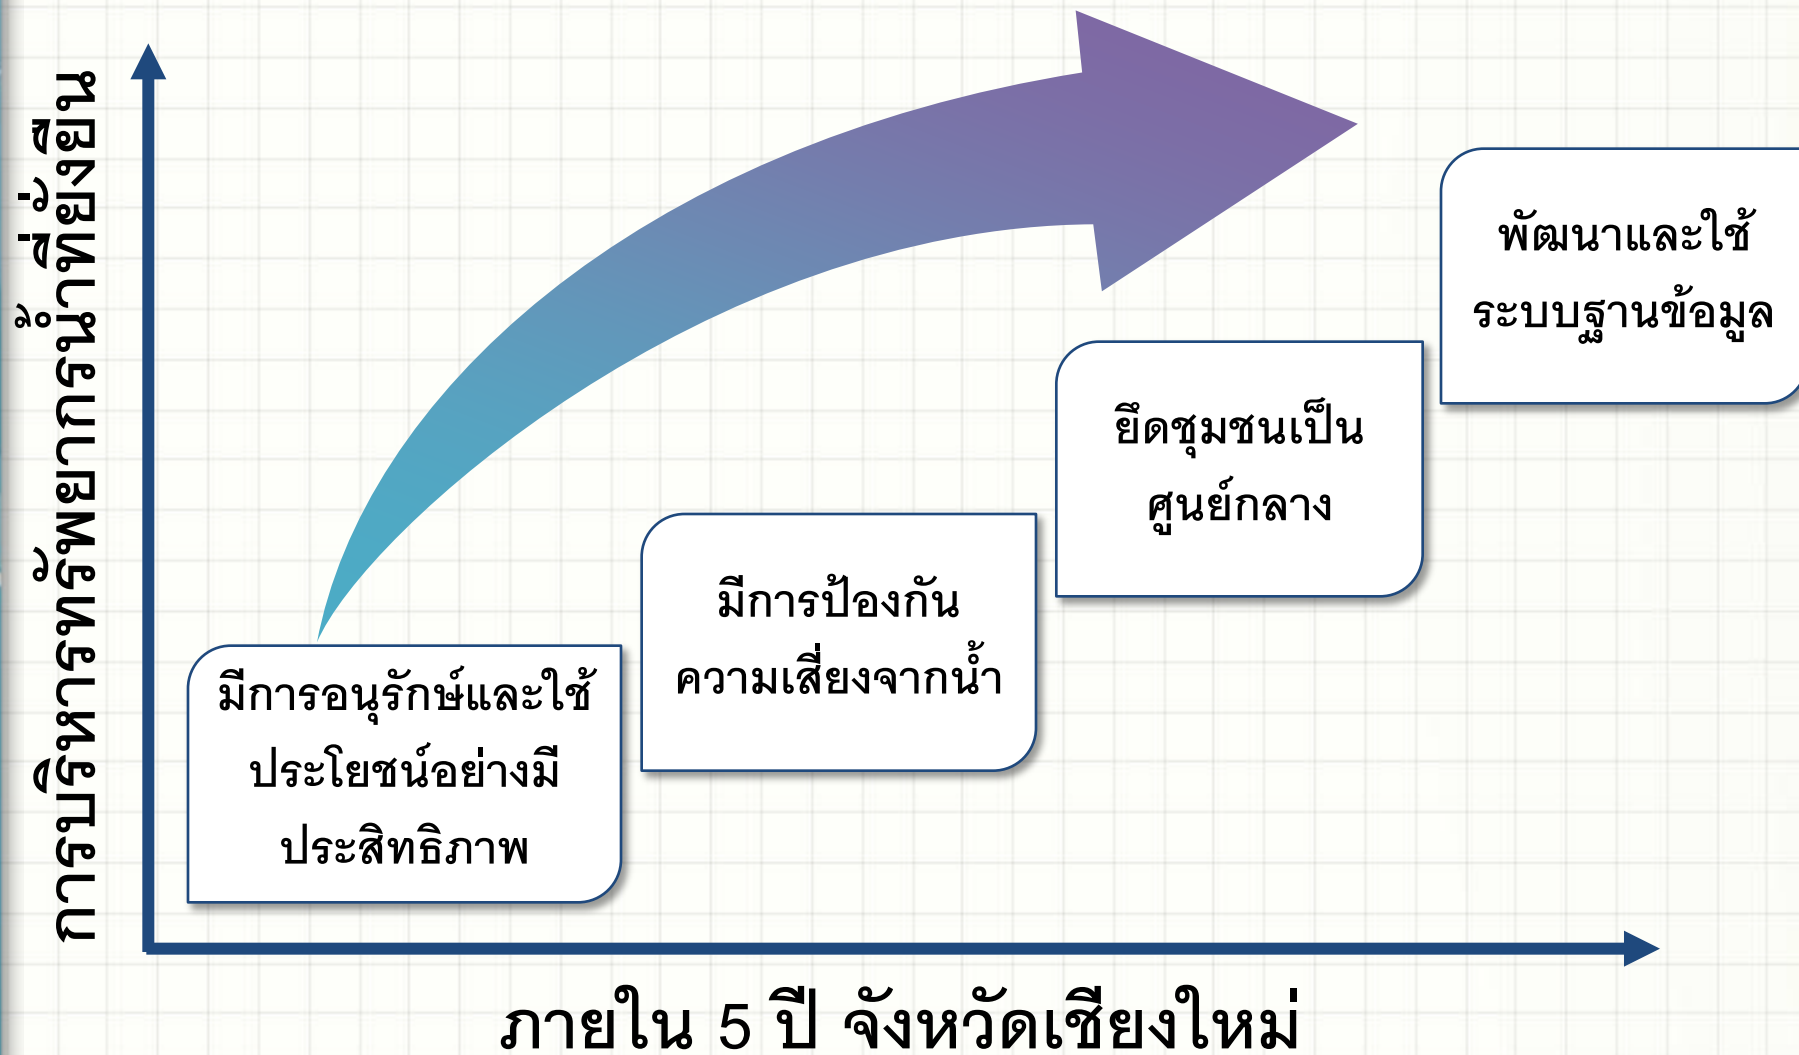 การบริหารทรัพยากรน้ำที่ยั่งยืน
พัฒนาและใช้
ระบบฐานข้อมูล
ยึดชุมชนเป็น
ศูนย์กลาง
มีการป้องกัน
ความเสี่ยงจากน้ำ
มีการอนุรักษ์และใช้
ประโยชน์อย่างมี
ประสิทธิภาพ
ภายใน 5 ปี จังหวัดเชียงใหม่